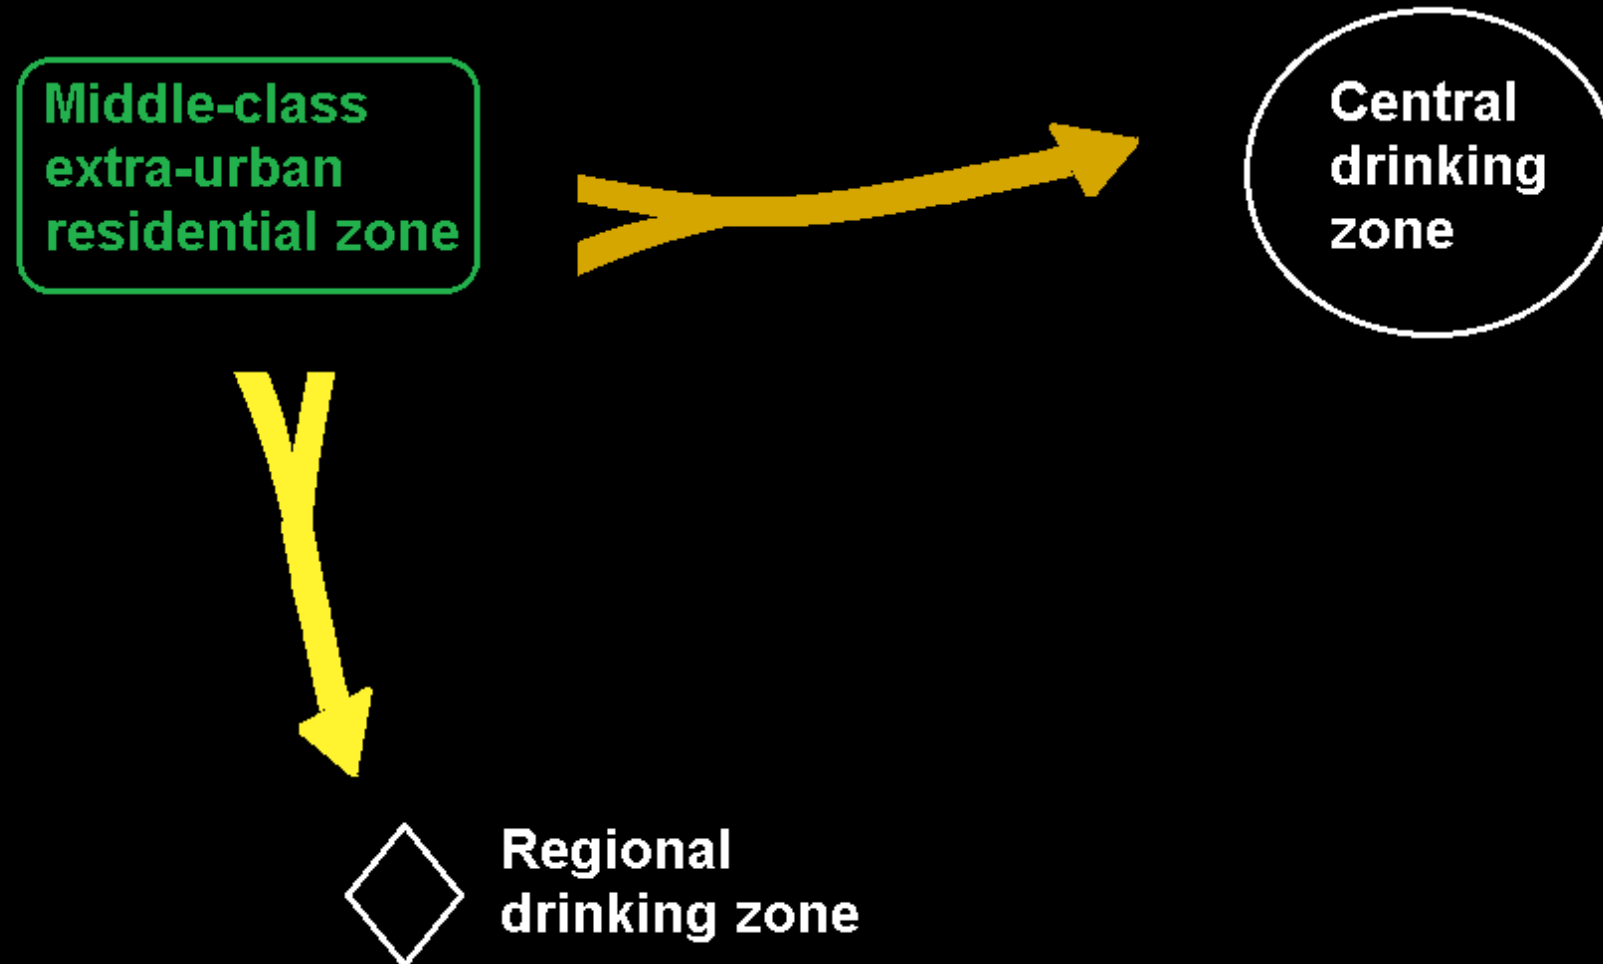 Middle-class
extra-urban
residential zone
Central
drinking
zone
Regional
drinking zone